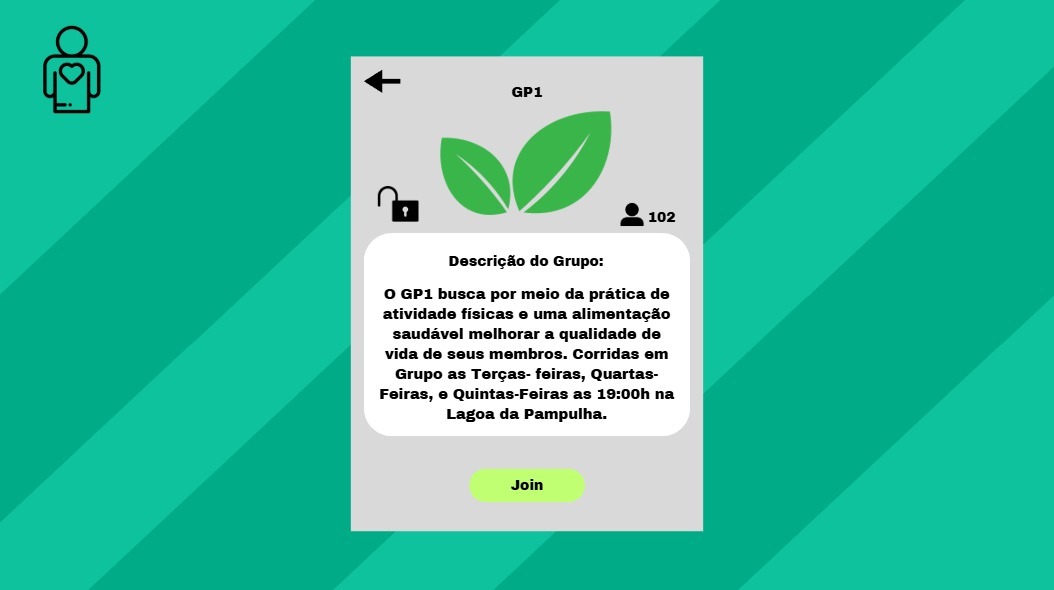 GP1
102
Descrição do Grupo:
O GP1 busca por meio da prática de
atividade físicas e uma alimentação
saudável melhorar a qualidade de
vida de seus membros. Corridas em
Grupo as Terças- feiras, Quartas-
Feiras, e Quintas-Feiras as 19:00h na
Lagoa da Pampulha.
Join